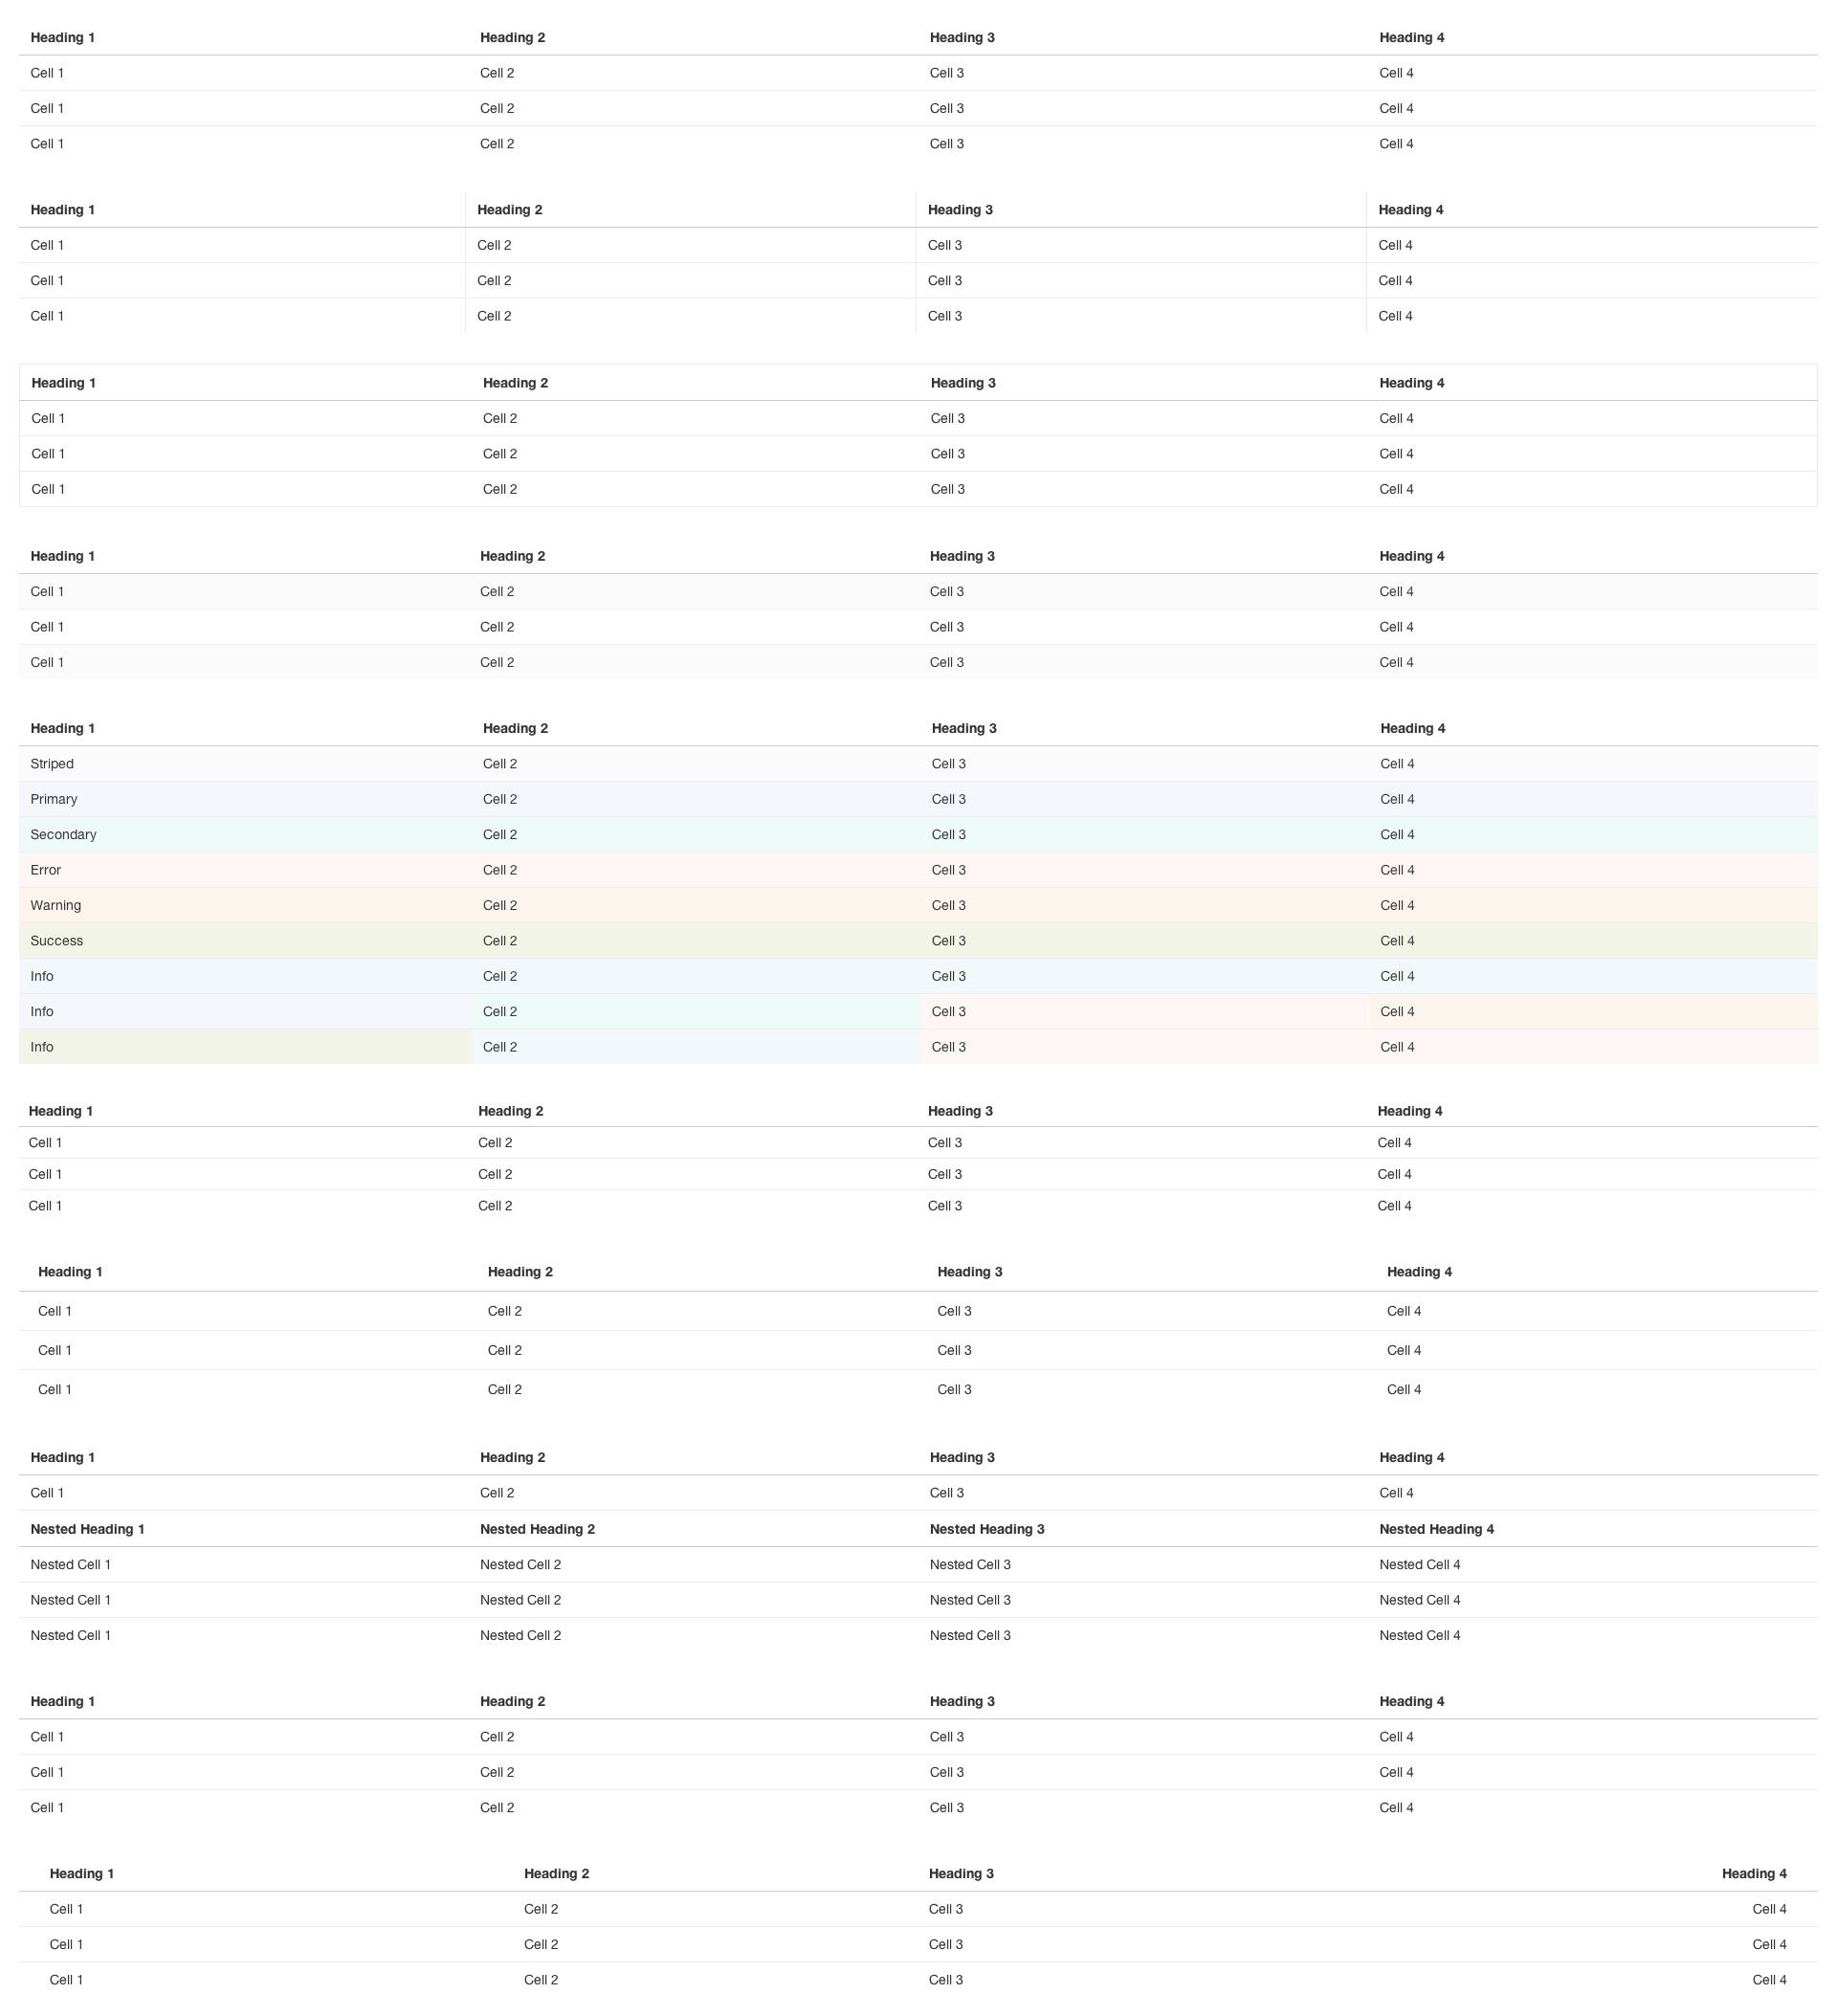 Heading 1 Heading 2 Heading 3 Heading 4
Cell 1 Cell 2 Cell 3 Cell 4
Cell 1 Cell 2 Cell 3 Cell 4
Cell 1 Cell 2 Cell 3 Cell 4
Heading 1 Heading 2 Heading 3 Heading 4
Cell 1 Cell 2 Cell 3 Cell 4
Cell 1 Cell 2 Cell 3 Cell 4
Cell 1 Cell 2 Cell 3 Cell 4
Heading 1 Heading 2 Heading 3 Heading 4
Cell 1 Cell 2 Cell 3 Cell 4
Cell 1 Cell 2 Cell 3 Cell 4
Cell 1 Cell 2 Cell 3 Cell 4
Heading 1 Heading 2 Heading 3 Heading 4
Cell 1 Cell 2 Cell 3 Cell 4
Cell 1 Cell 2 Cell 3 Cell 4
Cell 1 Cell 2 Cell 3 Cell 4
Heading 1 Heading 2 Heading 3 Heading 4
Striped Cell 2 Cell 3 Cell 4
Primary Cell 2 Cell 3 Cell 4
Secondary Cell 2 Cell 3 Cell 4
Error Cell 2 Cell 3 Cell 4
Warning Cell 2 Cell 3 Cell 4
Success Cell 2 Cell 3 Cell 4
Info Cell 2 Cell 3 Cell 4
Info Cell 2 Cell 3 Cell 4
Info Cell 2 Cell 3 Cell 4
Heading 1 Heading 2 Heading 3 Heading 4
Cell 1 Cell 2 Cell 3 Cell 4
Cell 1 Cell 2 Cell 3 Cell 4
Cell 1 Cell 2 Cell 3 Cell 4
Heading 1 Heading 2 Heading 3 Heading 4
Cell 1 Cell 2 Cell 3 Cell 4
Cell 1 Cell 2 Cell 3 Cell 4
Cell 1 Cell 2 Cell 3 Cell 4
Heading 1 Heading 2 Heading 3 Heading 4
Cell 1 Cell 2 Cell 3 Cell 4
Nested Heading 1 Nested Heading 2 Nested Heading 3 Nested Heading 4
Nested Cell 1 Nested Cell 2 Nested Cell 3 Nested Cell 4
Nested Cell 1 Nested Cell 2 Nested Cell 3 Nested Cell 4
Nested Cell 1 Nested Cell 2 Nested Cell 3 Nested Cell 4
Heading 1 Heading 2 Heading 3 Heading 4
Cell 1 Cell 2 Cell 3 Cell 4
Cell 1 Cell 2 Cell 3 Cell 4
Cell 1 Cell 2 Cell 3 Cell 4
Heading 1 Heading 2 Heading 3 Heading 4
Cell 1 Cell 2 Cell 3 Cell 4
Cell 1 Cell 2 Cell 3 Cell 4
Cell 1 Cell 2 Cell 3 Cell 4